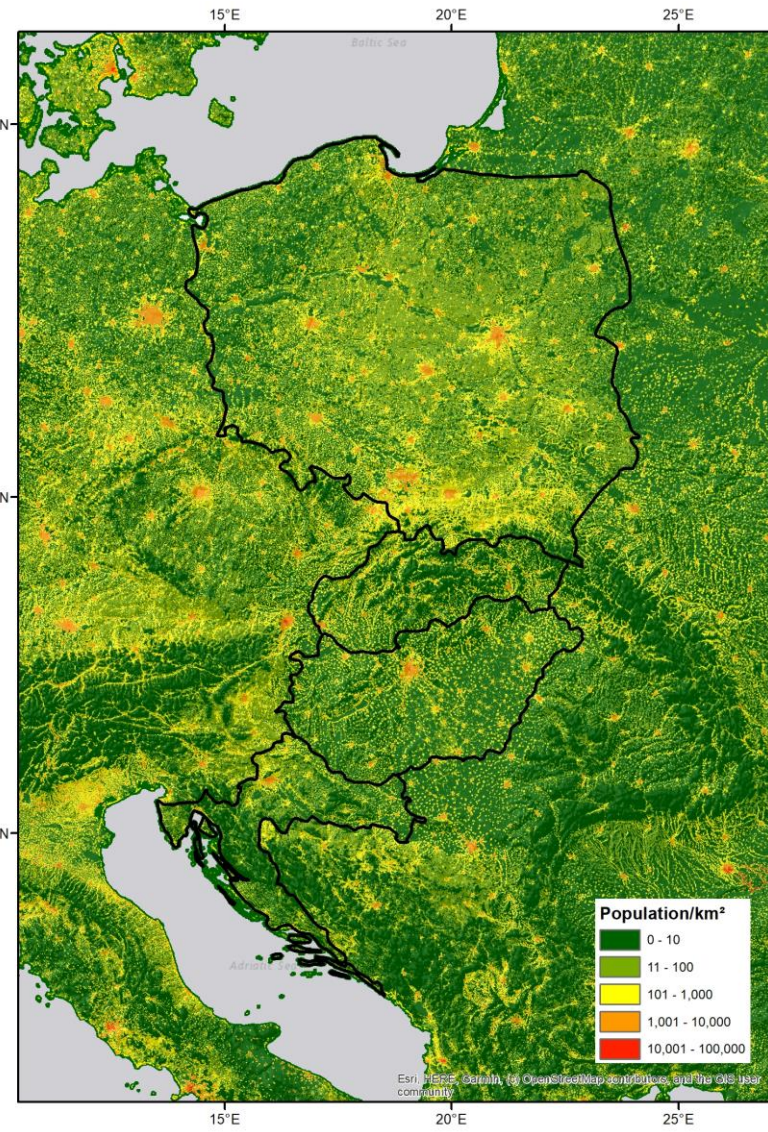 15°E 20°E 25°E
Baltic Sea
N
N
N
Adriatic Sea
Population/km²
0 - 10
11 - 100
101 - 1,000
1,001 - 10,000
10,001 - 100,000
Esri, HERE, Garmin, (c) OpenStreetMap contributors, and the GIS user
community
15°E 20°E 25°E